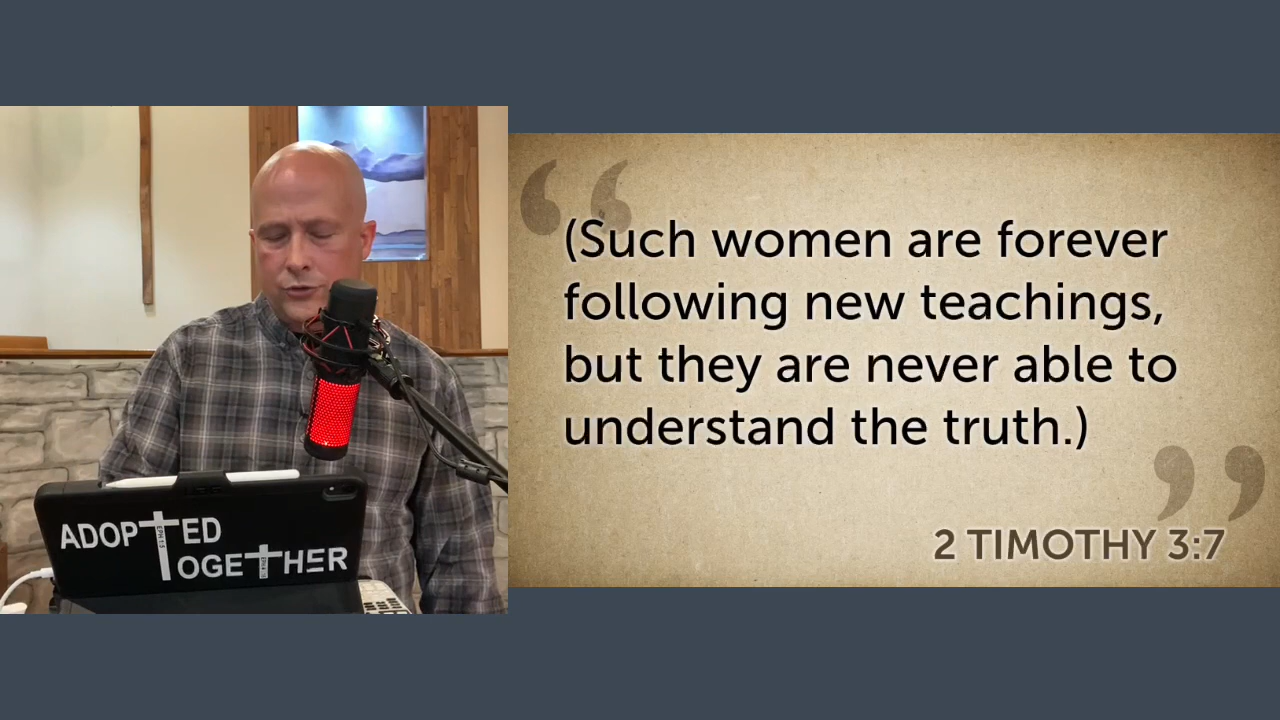 ADOPTED
TOGETHER
(Such women are forever
following new teachings,
but they are never able to
understand the truth.)
2 TIMOTHY 3:7